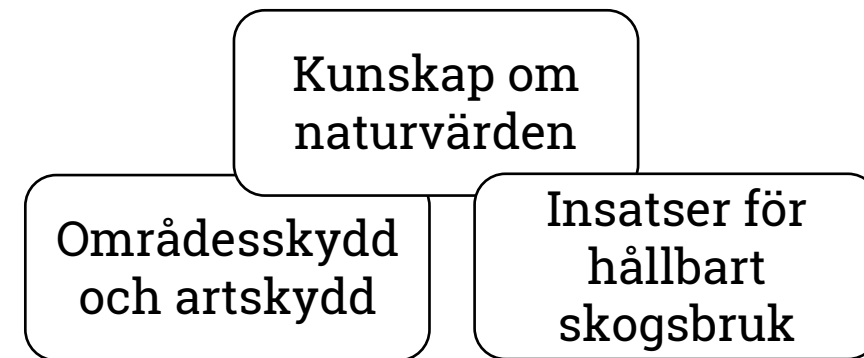 Kunskap om
naturvärden
Områdesskydd
och artskydd
Insatser för
hållbart
skogsbruk